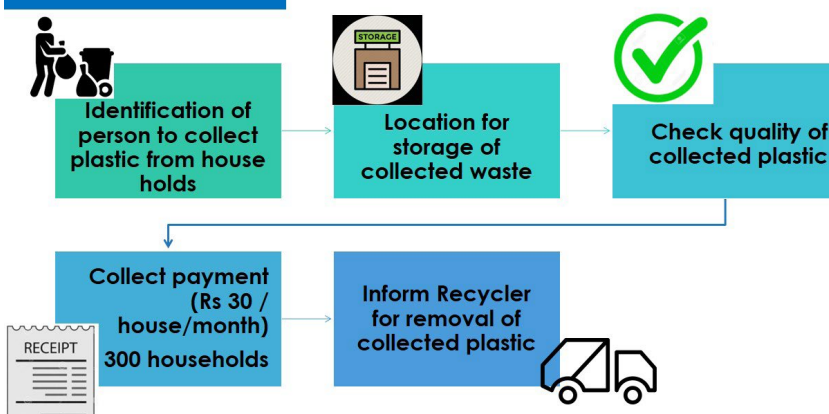 Identification of
person to collect
plastic from house
holds
STORAGE
Location for
storage of
collected waste
Check quality of
collected plastic
Collect payment
(Rs 30 /
house/month)
300 households
RECEIPT
Inform Recycler
for removal of
collected plastic